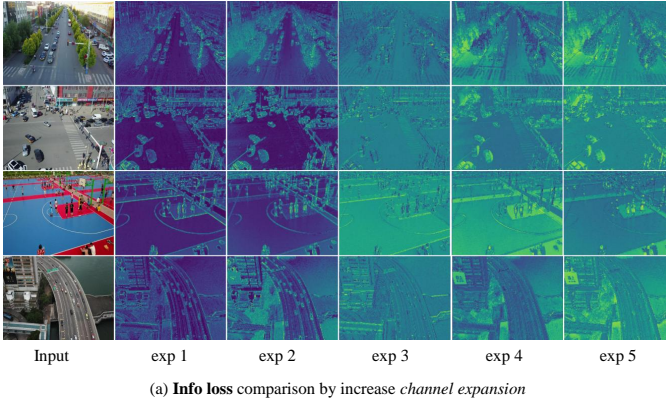 Input exp 1 exp 2 exp 3 exp 4 exp 5
(a) Info loss comparison by increase channel expansion